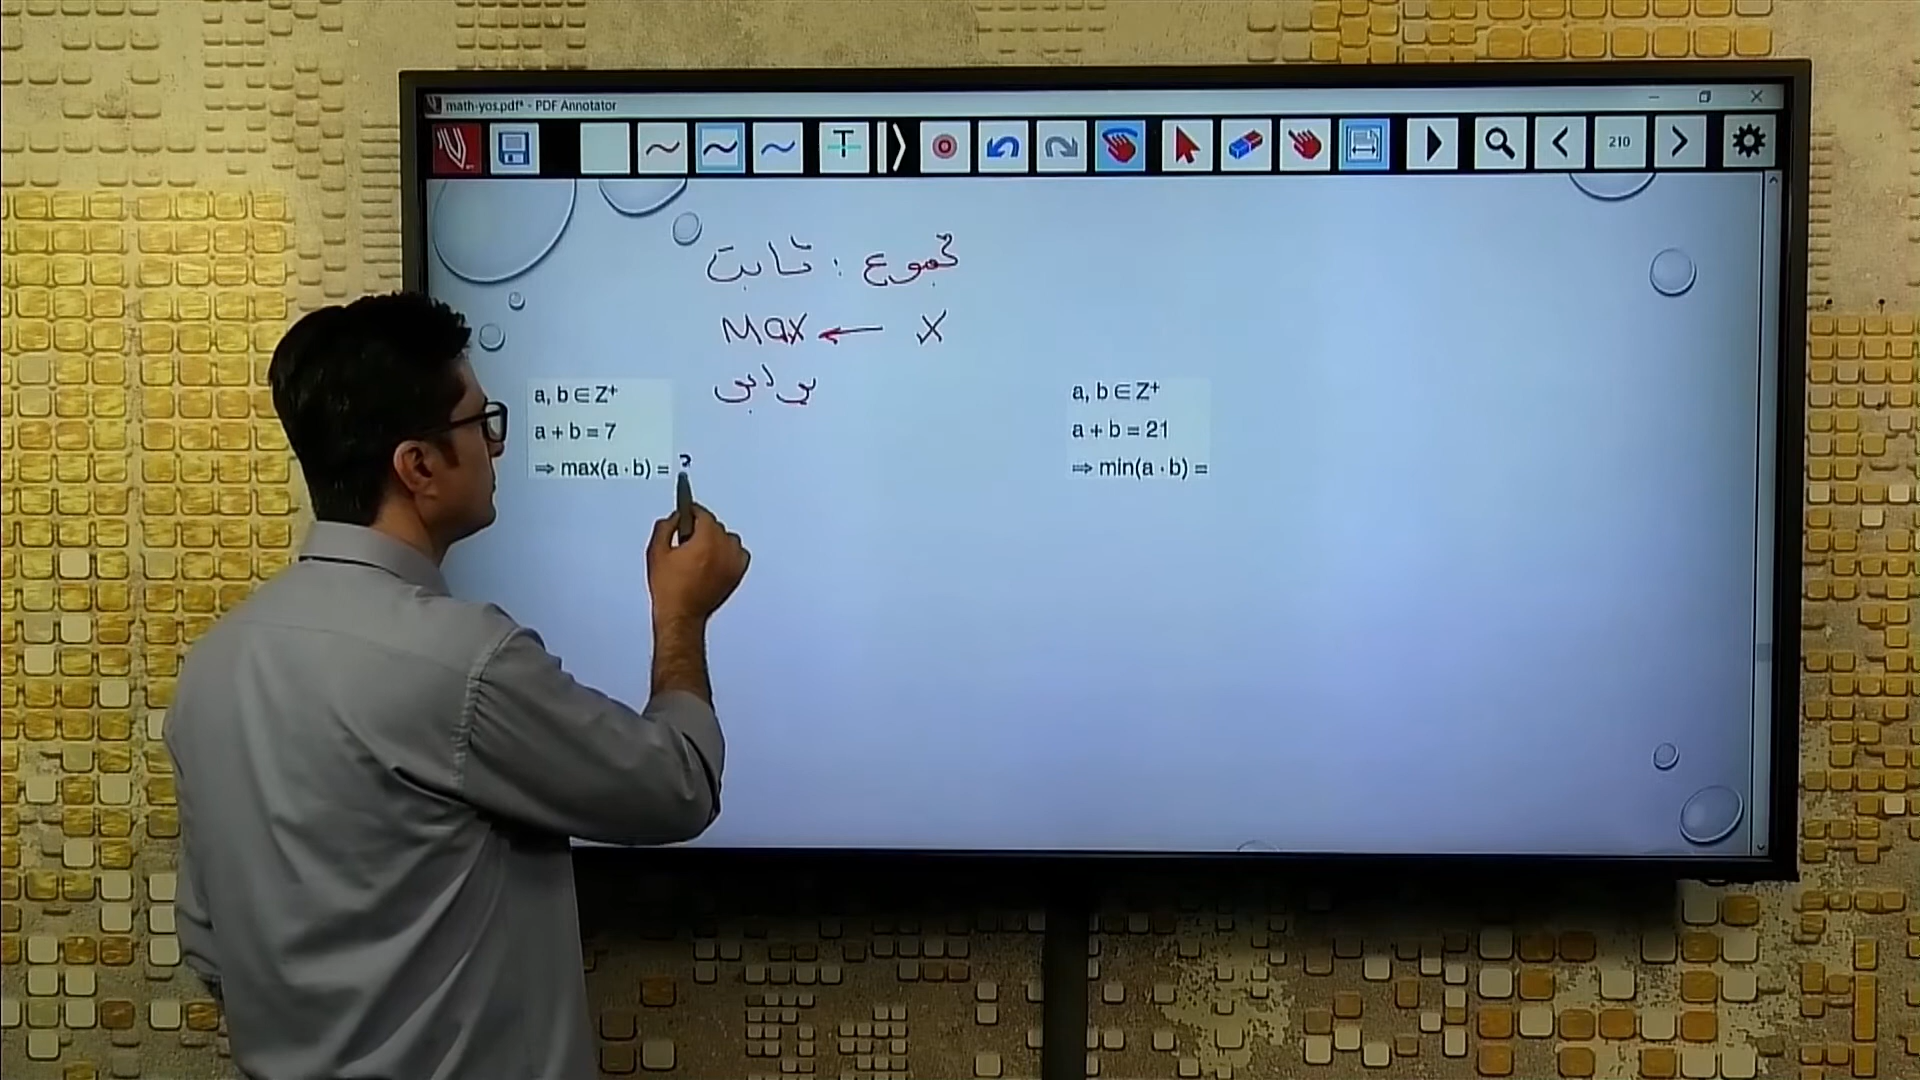 math-yos.pdf* - PDF Annotator
210
مجموع : ثابت
X ← Max
برابر
a, b ∈ Z⁺
a + b = 7
⇒ max(a · b) = ?
a, b ∈ Z⁺
a + b = 21
⇒ min(a · b) =